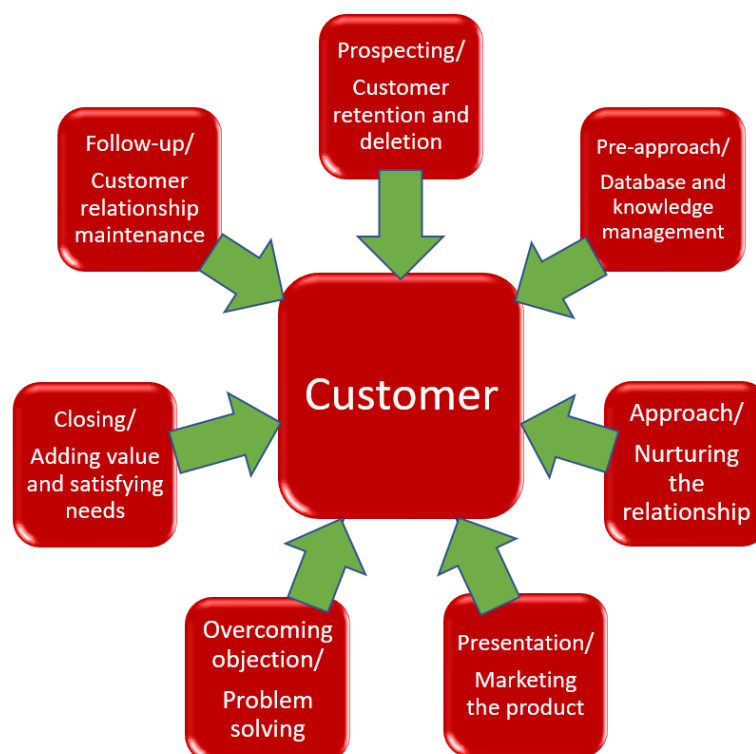 Prospecting/
Customer
retention and
deletion
Pre-approach/
Database and
knowledge
management
Approach/
Nurturing
the
relationship
Presentation/
Marketing
the product
Overcoming
objection/
Problem
solving
Closing/
Adding value
and satisfying
needs
Follow-up/
Customer
relationship
maintenance
Customer